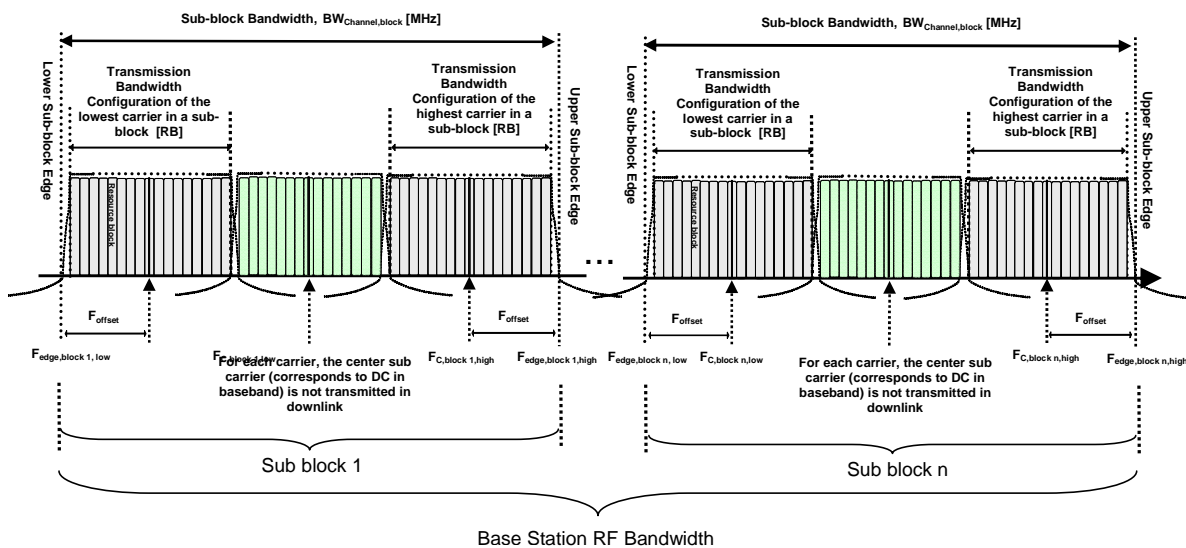 Sub-block Bandwidth, BWChannel,block [MHz]
Sub-block Bandwidth, BWChannel,block [MHz]
Lower Sub-block Edge
Transmission
Bandwidth
Configuration of the
lowest carrier in a sub-
block [RB]
Transmission
Bandwidth
Configuration of the
highest carrier in a
sub-block [RB]
Upper Sub-block Edge
Lower Sub-block Edge
Transmission
Bandwidth
Configuration of the
lowest carrier in a
sub-block [RB]
Transmission
Bandwidth
Configuration of the
highest carrier in a
sub-block [RB]
Upper Sub-block Edge
Resource block
Resource block
...
Foffset
Foffset
Foffset
Foffset
Fedge,block 1, low
FC,block 1,low
FC,block 1,high
Fedge,block 1,high
Fedge,block n, low
FC,block n,low
FC,block n,high
Fedge,block n,high
For each carrier, the center sub
carrier (corresponds to DC in
baseband) is not transmitted in
downlink
For each carrier, the center sub
carrier (corresponds to DC in
baseband) is not transmitted in
downlink
Sub block 1
Sub block n
Base Station RF Bandwidth